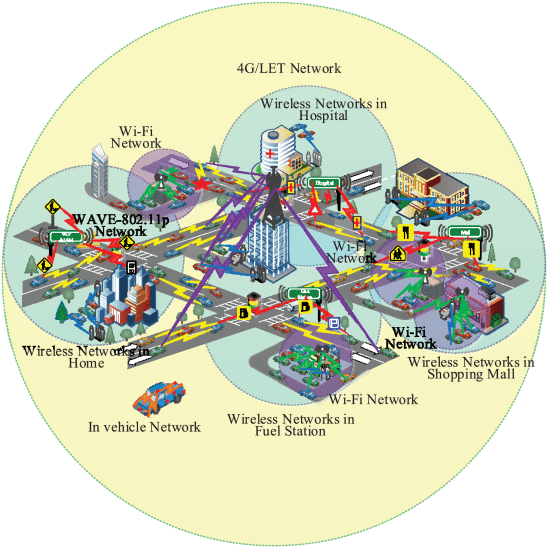 4G/LET Network
Wireless Networks in
Hospital
Wi-Fi
Network
Hospital
WAVE-802.11p
Network
Mall
Wi-Fi
Network
Wi-Fi
Network
Wireless Networks in
Home
Wireless Networks in
Shopping Mall
Wi-Fi Network
In vehicle Network
Wireless Networks in
Fuel Station